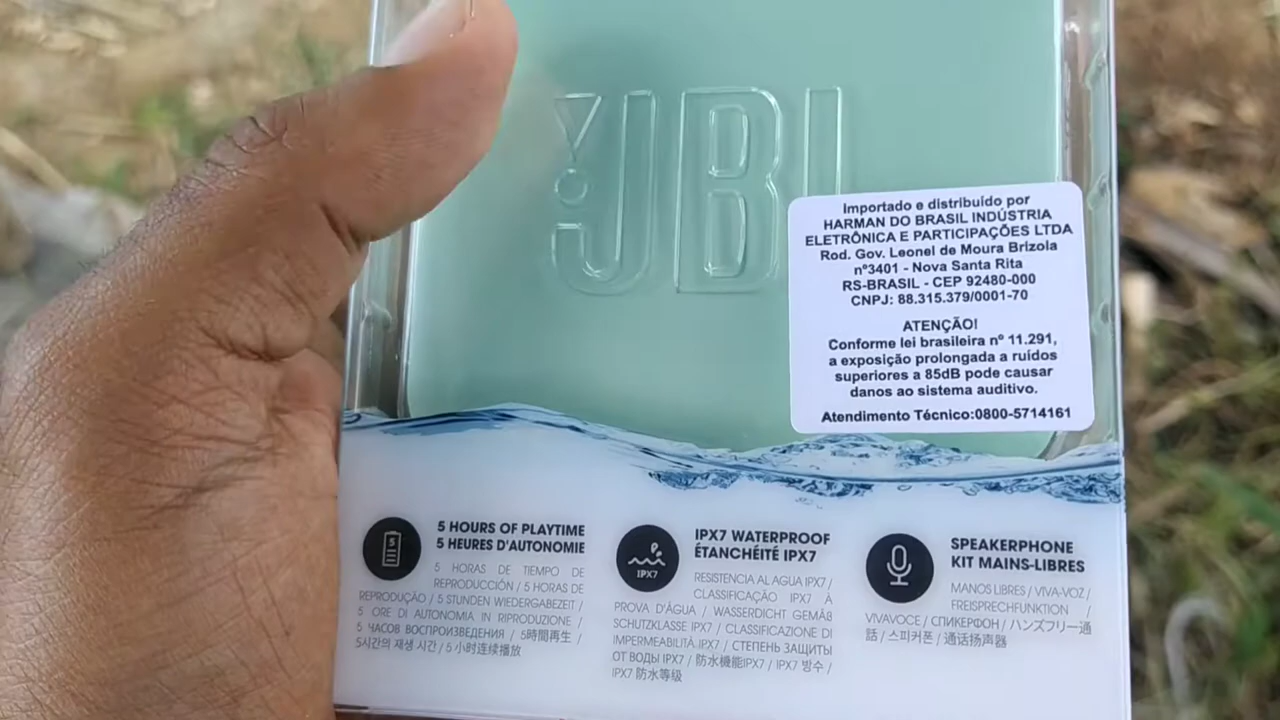 JBL
Importado e distribuído por
HARMAN DO BRASIL INDÚSTRIA
ELETRÔNICA E PARTICIPAÇÕES LTDA
Rod. Gov. Leonel de Moura Brizola
nº3401 - Nova Santa Rita
RS-BRASIL - CEP 92480-000
CNPJ: 88.315.379/0001-70
ATENÇÃO!
Conforme lei brasileira nº 11.291,
a exposição prolongada a ruídos
superiores a 85dB pode causar
danos ao sistema auditivo.
Atendimento Técnico:0800-5714161
5
5 HOURS OF PLAYTIME
5 HEURES D'AUTONOMIE
5 HORAS DE TIEMPO DE
REPRODUCCIÓN / 5 HORAS DE
REPRODUÇÃO / 5 STUNDEN WIEDERGABEZEIT /
5 ORE DI AUTONOMIA IN RIPRODUZIONE /
5 ЧАСОВ ВОСПРОИЗВЕДЕНИЯ / 5時間再生 /
5시간의 재생 시간 / 5 小时连续播放
IPX7
IPX7 WATERPROOF
ÉTANCHÉITÉ IPX7
RESISTENCIA AL AGUA IPX7 /
CLASSIFICAÇÃO IPX7 À
PROVA D'ÁGUA / WASSERDICHT GEMÄß
SCHUTZKLASSE IPX7 / CLASSIFICAZIONE DI
IMPERMEABILITÀ IPX7 / СТЕПЕНЬ ЗАЩИТЫ
ОТ ВОДЫ IPX7 / 防水機能IPX7 / IPX7 방수 /
IPX7 防水等级
SPEAKERPHONE
KIT MAINS-LIBRES
MANOS LIBRES / VIVA-VOZ /
FREISPRECHFUNKTION /
VIVAVOCE / СПИКЕРФОН / ハンズフリー通
話 / 스피커폰 / 通话扬声器